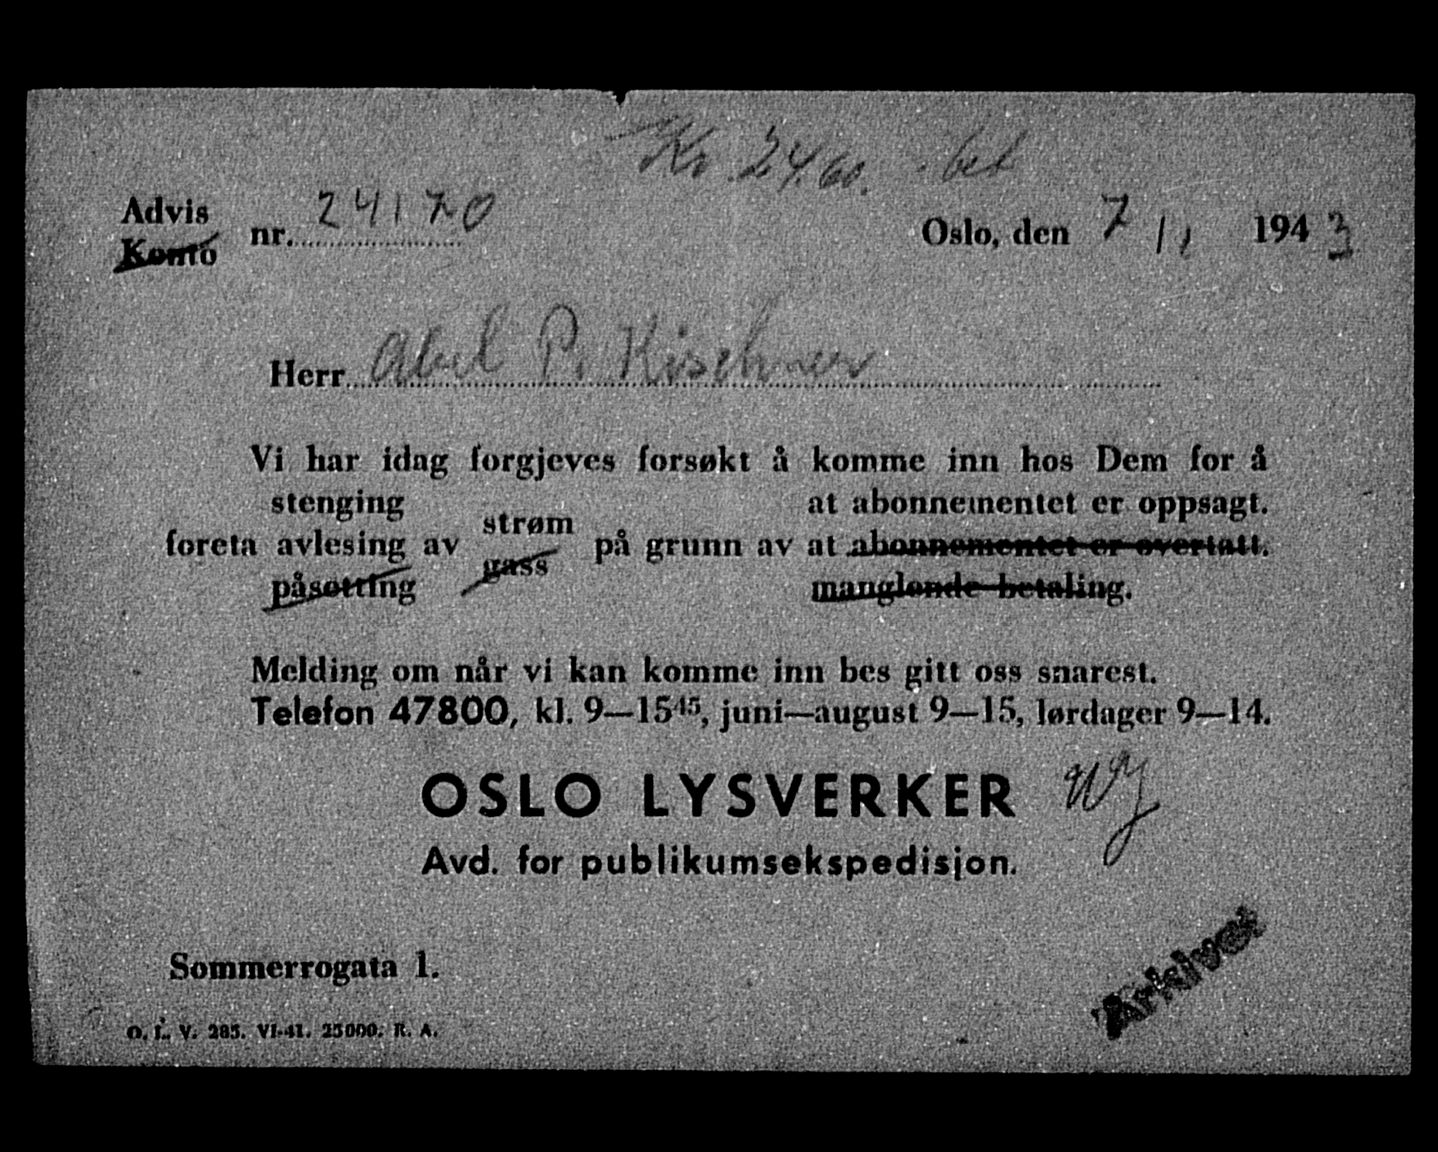 Kr. 24.60. bet
Advis
Konto nr. 24170
Oslo, den 7/1 1943
Herr Abel P. Kischner
Vi har idag forgjeves forsøkt å komme inn hos Dem for å
stenging at abonnementet er oppsagt.
foreta avlesing av strøm på grunn av at abonnementet er overtatt.
gass
påsetting manglende betaling.
Melding om når vi kan komme inn bes gitt oss snarest.
Telefon 47800, kl. 9—15⁴⁵, juni—august 9—15, lørdager 9—14.
OSLO LYSVERKER
Avd. for publikumsekspedisjon.
Sommerrogata 1.
Arkivet
O. L. V. 285. VI-41. 25000. R. A.